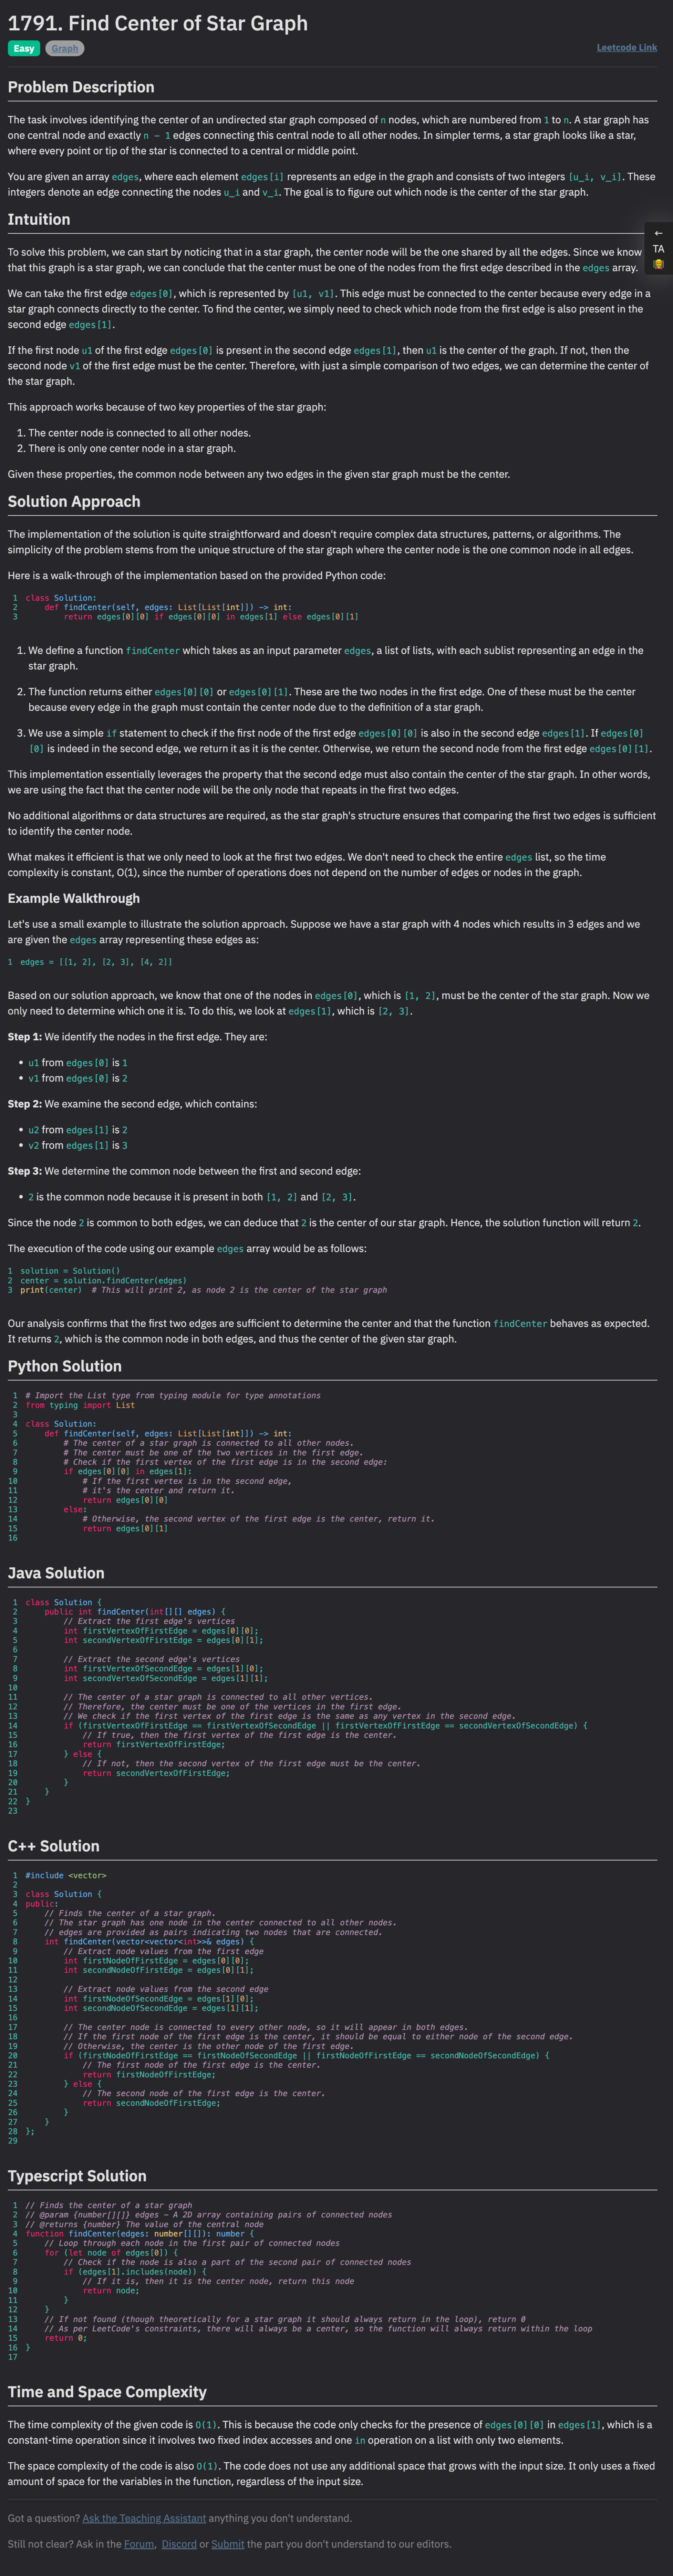 1791. Find Center of Star Graph
Easy Graph Leetcode Link
Problem Description
The task involves identifying the center of an undirected star graph composed of n nodes, which are numbered from 1 to n. A star graph has
one central node and exactly n - 1 edges connecting this central node to all other nodes. In simpler terms, a star graph looks like a star,
where every point or tip of the star is connected to a central or middle point.
You are given an array edges, where each element edges[i] represents an edge in the graph and consists of two integers [u_i, v_i]. These
integers denote an edge connecting the nodes u_i and v_i. The goal is to figure out which node is the center of the star graph.
Intuition
←
TA
To solve this problem, we can start by noticing that in a star graph, the center node will be the one shared by all the edges. Since we know
that this graph is a star graph, we can conclude that the center must be one of the nodes from the first edge described in the edges array.
We can take the first edge edges[0], which is represented by [u1, v1]. This edge must be connected to the center because every edge in a
star graph connects directly to the center. To find the center, we simply need to check which node from the first edge is also present in the
second edge edges[1].
If the first node u1 of the first edge edges[0] is present in the second edge edges[1], then u1 is the center of the graph. If not, then the
second node v1 of the first edge must be the center. Therefore, with just a simple comparison of two edges, we can determine the center of
the star graph.
This approach works because of two key properties of the star graph:
1. The center node is connected to all other nodes.
2. There is only one center node in a star graph.
Given these properties, the common node between any two edges in the given star graph must be the center.
Solution Approach
The implementation of the solution is quite straightforward and doesn't require complex data structures, patterns, or algorithms. The
simplicity of the problem stems from the unique structure of the star graph where the center node is the one common node in all edges.
Here is a walk-through of the implementation based on the provided Python code:
1 class Solution:
2     def findCenter(self, edges: List[List[int]]) -> int:
3         return edges[0][0] if edges[0][0] in edges[1] else edges[0][1]
1. We define a function findCenter which takes as an input parameter edges, a list of lists, with each sublist representing an edge in the
star graph.
2. The function returns either edges[0][0] or edges[0][1]. These are the two nodes in the first edge. One of these must be the center
because every edge in the graph must contain the center node due to the definition of a star graph.
3. We use a simple if statement to check if the first node of the first edge edges[0][0] is also in the second edge edges[1]. If edges[0]
[0] is indeed in the second edge, we return it as it is the center. Otherwise, we return the second node from the first edge edges[0][1].
This implementation essentially leverages the property that the second edge must also contain the center of the star graph. In other words,
we are using the fact that the center node will be the only node that repeats in the first two edges.
No additional algorithms or data structures are required, as the star graph's structure ensures that comparing the first two edges is sufficient
to identify the center node.
What makes it efficient is that we only need to look at the first two edges. We don't need to check the entire edges list, so the time
complexity is constant, O(1), since the number of operations does not depend on the number of edges or nodes in the graph.
Example Walkthrough
Let's use a small example to illustrate the solution approach. Suppose we have a star graph with 4 nodes which results in 3 edges and we
are given the edges array representing these edges as:
1 edges = [[1, 2], [2, 3], [4, 2]]
Based on our solution approach, we know that one of the nodes in edges[0], which is [1, 2], must be the center of the star graph. Now we
only need to determine which one it is. To do this, we look at edges[1], which is [2, 3].
Step 1: We identify the nodes in the first edge. They are:
• u1 from edges[0] is 1
• v1 from edges[0] is 2
Step 2: We examine the second edge, which contains:
• u2 from edges[1] is 2
• v2 from edges[1] is 3
Step 3: We determine the common node between the first and second edge:
• 2 is the common node because it is present in both [1, 2] and [2, 3].
Since the node 2 is common to both edges, we can deduce that 2 is the center of our star graph. Hence, the solution function will return 2.
The execution of the code using our example edges array would be as follows:
1 solution = Solution()
2 center = solution.findCenter(edges)
3 print(center)  # This will print 2, as node 2 is the center of the star graph
Our analysis confirms that the first two edges are sufficient to determine the center and that the function findCenter behaves as expected.
It returns 2, which is the common node in both edges, and thus the center of the given star graph.
Python Solution
1 # Import the List type from typing module for type annotations
2 from typing import List
3
4 class Solution:
5     def findCenter(self, edges: List[List[int]]) -> int:
6         # The center of a star graph is connected to all other nodes.
7         # The center must be one of the two vertices in the first edge.
8         # Check if the first vertex of the first edge is in the second edge:
9         if edges[0][0] in edges[1]:
10             # If the first vertex is in the second edge,
11             # it's the center and return it.
12             return edges[0][0]
13         else:
14             # Otherwise, the second vertex of the first edge is the center, return it.
15             return edges[0][1]
16
Java Solution
1 class Solution {
2     public int findCenter(int[][] edges) {
3         // Extract the first edge's vertices
4         int firstVertexOfFirstEdge = edges[0][0];
5         int secondVertexOfFirstEdge = edges[0][1];
6
7         // Extract the second edge's vertices
8         int firstVertexOfSecondEdge = edges[1][0];
9         int secondVertexOfSecondEdge = edges[1][1];
10
11         // The center of a star graph is connected to all other vertices.
12         // Therefore, the center must be one of the vertices in the first edge.
13         // We check if the first vertex of the first edge is the same as any vertex in the second edge.
14         if (firstVertexOfFirstEdge == firstVertexOfSecondEdge || firstVertexOfFirstEdge == secondVertexOfSecondEdge) {
15             // If true, then the first vertex of the first edge is the center.
16             return firstVertexOfFirstEdge;
17         } else {
18             // If not, then the second vertex of the first edge must be the center.
19             return secondVertexOfFirstEdge;
20         }
21     }
22 }
23
C++ Solution
1 #include <vector>
2
3 class Solution {
4 public:
5     // Finds the center of a star graph.
6     // The star graph has one node in the center connected to all other nodes.
7     // edges are provided as pairs indicating two nodes that are connected.
8     int findCenter(vector<vector<int>>& edges) {
9         // Extract node values from the first edge
10         int firstNodeOfFirstEdge = edges[0][0];
11         int secondNodeOfFirstEdge = edges[0][1];
12
13         // Extract node values from the second edge
14         int firstNodeOfSecondEdge = edges[1][0];
15         int secondNodeOfSecondEdge = edges[1][1];
16
17         // The center node is connected to every other node, so it will appear in both edges.
18         // If the first node of the first edge is the center, it should be equal to either node of the second edge.
19         // Otherwise, the center is the other node of the first edge.
20         if (firstNodeOfFirstEdge == firstNodeOfSecondEdge || firstNodeOfFirstEdge == secondNodeOfSecondEdge) {
21             // The first node of the first edge is the center.
22             return firstNodeOfFirstEdge;
23         } else {
24             // The second node of the first edge is the center.
25             return secondNodeOfFirstEdge;
26         }
27     }
28 };
29
Typescript Solution
1 // Finds the center of a star graph
2 // @param {number[][]} edges - A 2D array containing pairs of connected nodes
3 // @returns {number} The value of the central node
4 function findCenter(edges: number[][]): number {
5     // Loop through each node in the first pair of connected nodes
6     for (let node of edges[0]) {
7         // Check if the node is also a part of the second pair of connected nodes
8         if (edges[1].includes(node)) {
9             // If it is, then it is the center node, return this node
10             return node;
11         }
12     }
13     // If not found (though theoretically for a star graph it should always return in the loop), return 0
14     // As per LeetCode's constraints, there will always be a center, so the function will always return within the loop
15     return 0;
16 }
17
Time and Space Complexity
The time complexity of the given code is O(1). This is because the code only checks for the presence of edges[0][0] in edges[1], which is a
constant-time operation since it involves two fixed index accesses and one in operation on a list with only two elements.
The space complexity of the code is also O(1). The code does not use any additional space that grows with the input size. It only uses a fixed
amount of space for the variables in the function, regardless of the input size.
Got a question? Ask the Teaching Assistant anything you don't understand.
Still not clear? Ask in the Forum, Discord or Submit the part you don't understand to our editors.